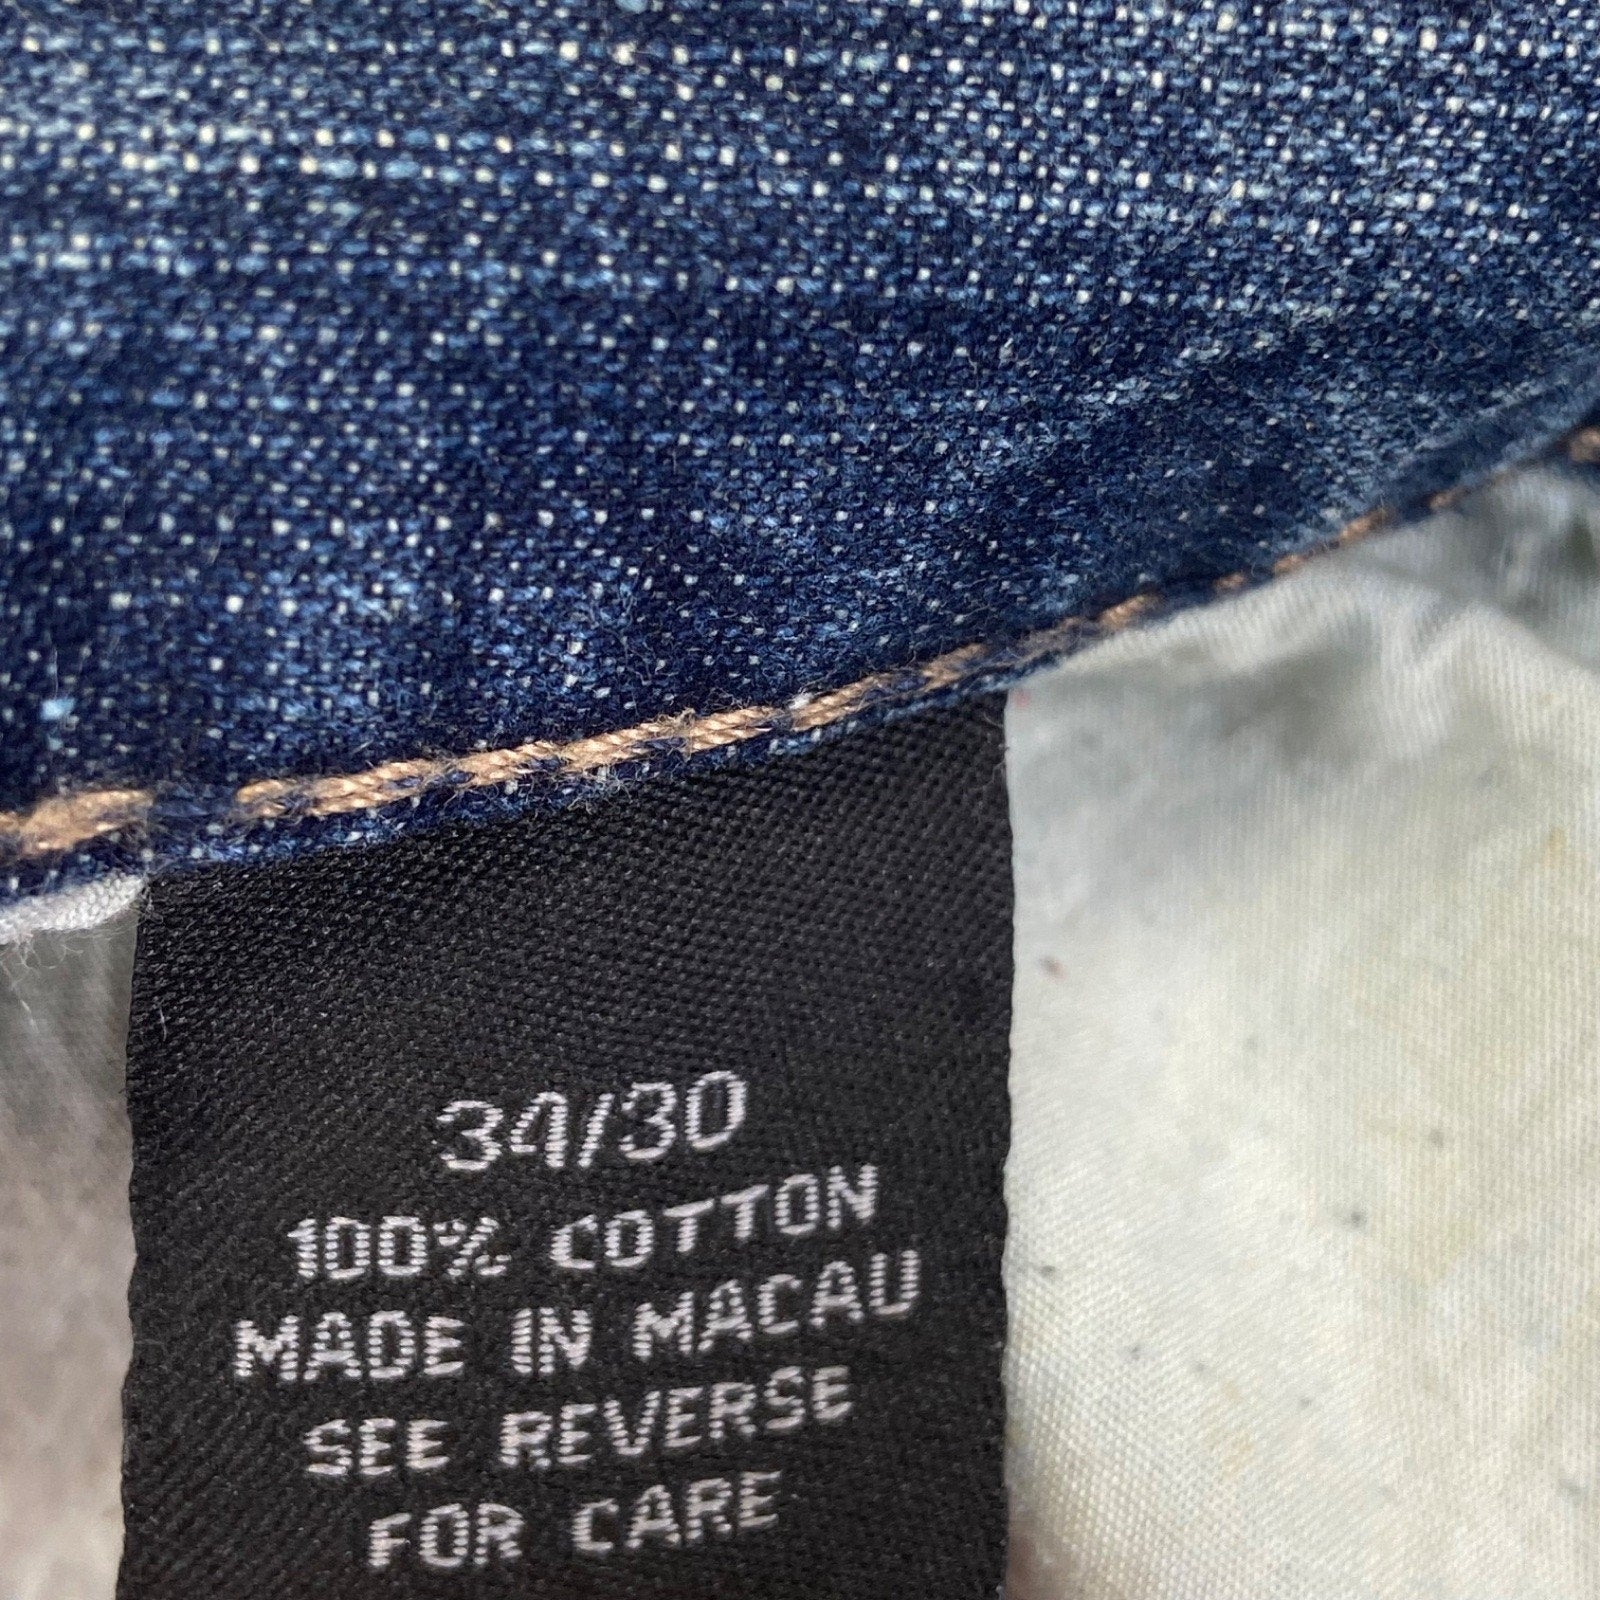 34/30
100% COTTON
MADE IN MACAU
SEE REVERSE
FOR CARE